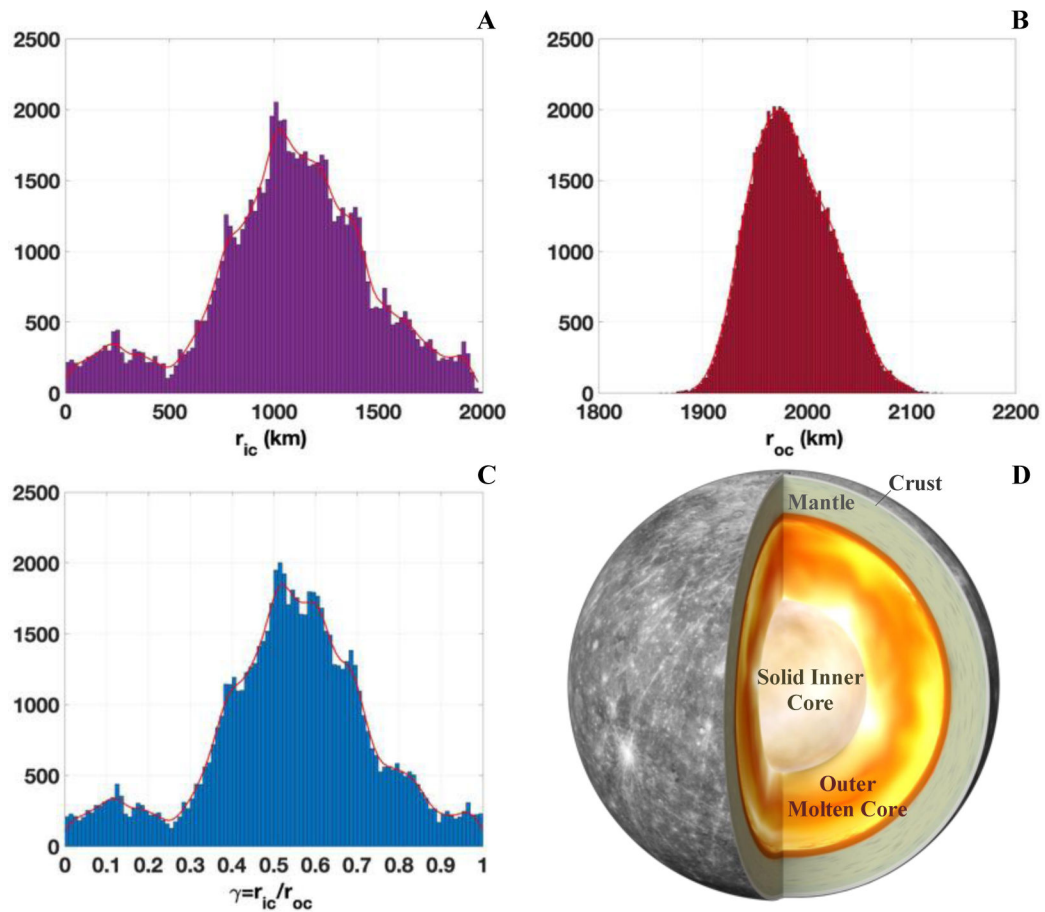 A
2500
2000
1500
1000
500
0
0 500 1000 1500 2000
r_ic (km)
B
2500
2000
1500
1000
500
0
1800 1900 2000 2100 2200
r_oc (km)
C
2500
2000
1500
1000
500
0
0 0.1 0.2 0.3 0.4 0.5 0.6 0.7 0.8 0.9 1
γ=r_ic/r_oc
D
Crust
Mantle
Solid Inner
Core
Outer
Molten Core